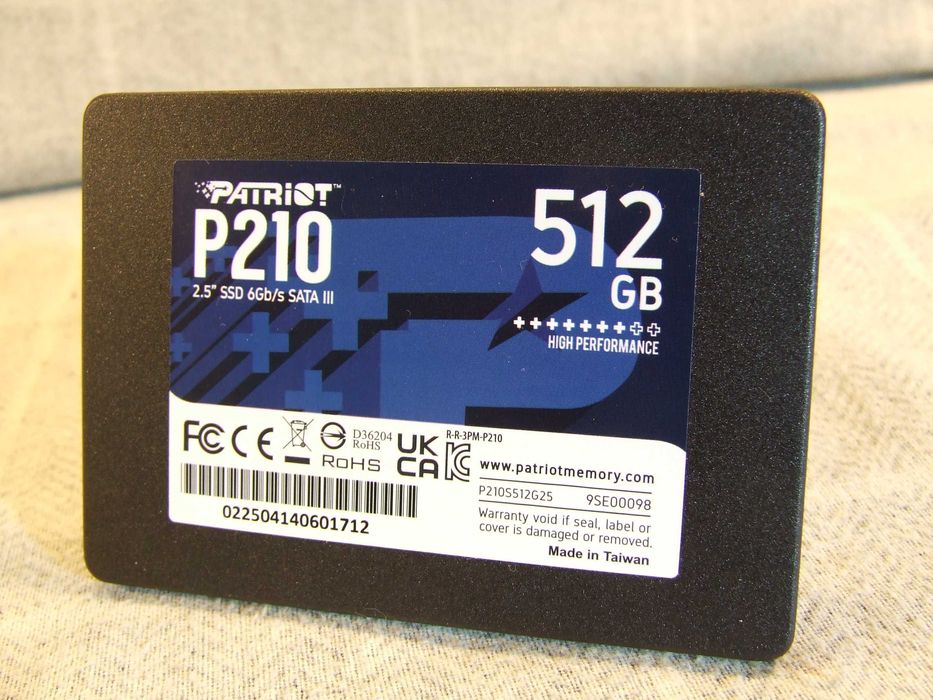 PATRiOT™
P210
2.5" SSD 6Gb/s SATA III
512
GB
HIGH PERFORMANCE
FC CE
D36204
RoHS
RoHS
UK
CA
R-R-3PM-P210
www.patriotmemory.com
P210S512G25 9SE00098
Warranty void if seal, label or
cover is damaged or removed.
Made in Taiwan
022504140601712